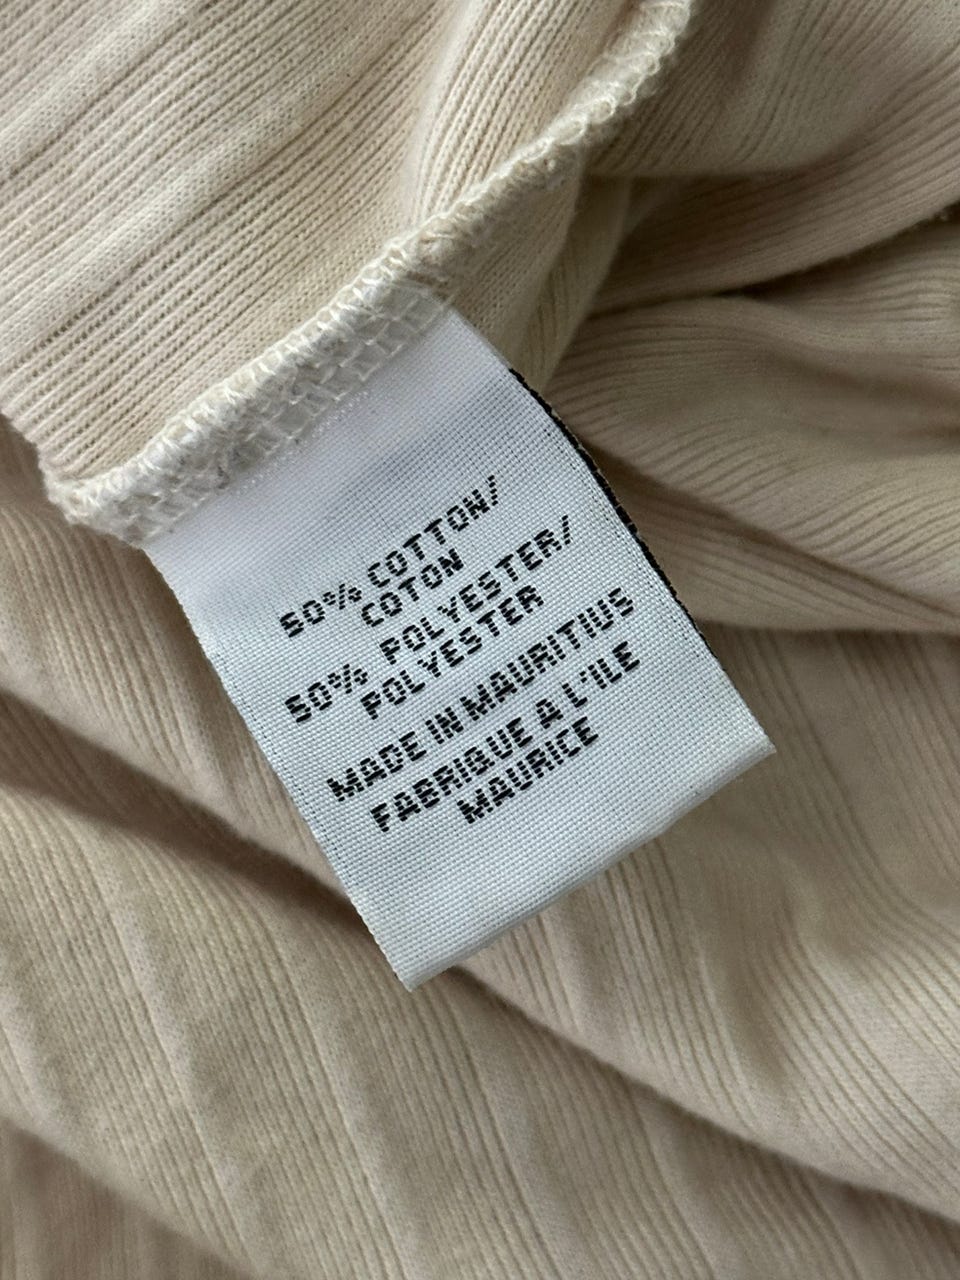 50% COTTON/
COTON
50% POLYESTER/
POLYESTER
MADE IN MAURITIUS
FABRIQUE A L'ILE
MAURICE